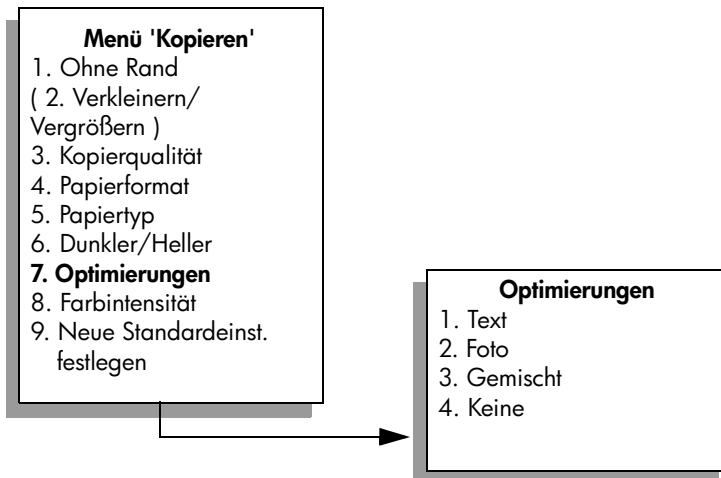 Menü 'Kopieren'
1. Ohne Rand
( 2. Verkleinern/
Vergrößern )
3. Kopierqualität
4. Papierformat
5. Papiertyp
6. Dunkler/Heller
7. Optimierungen
8. Farbintensität
9. Neue Standardeinst.
festlegen
Optimierungen
1. Text
2. Foto
3. Gemischt
4. Keine